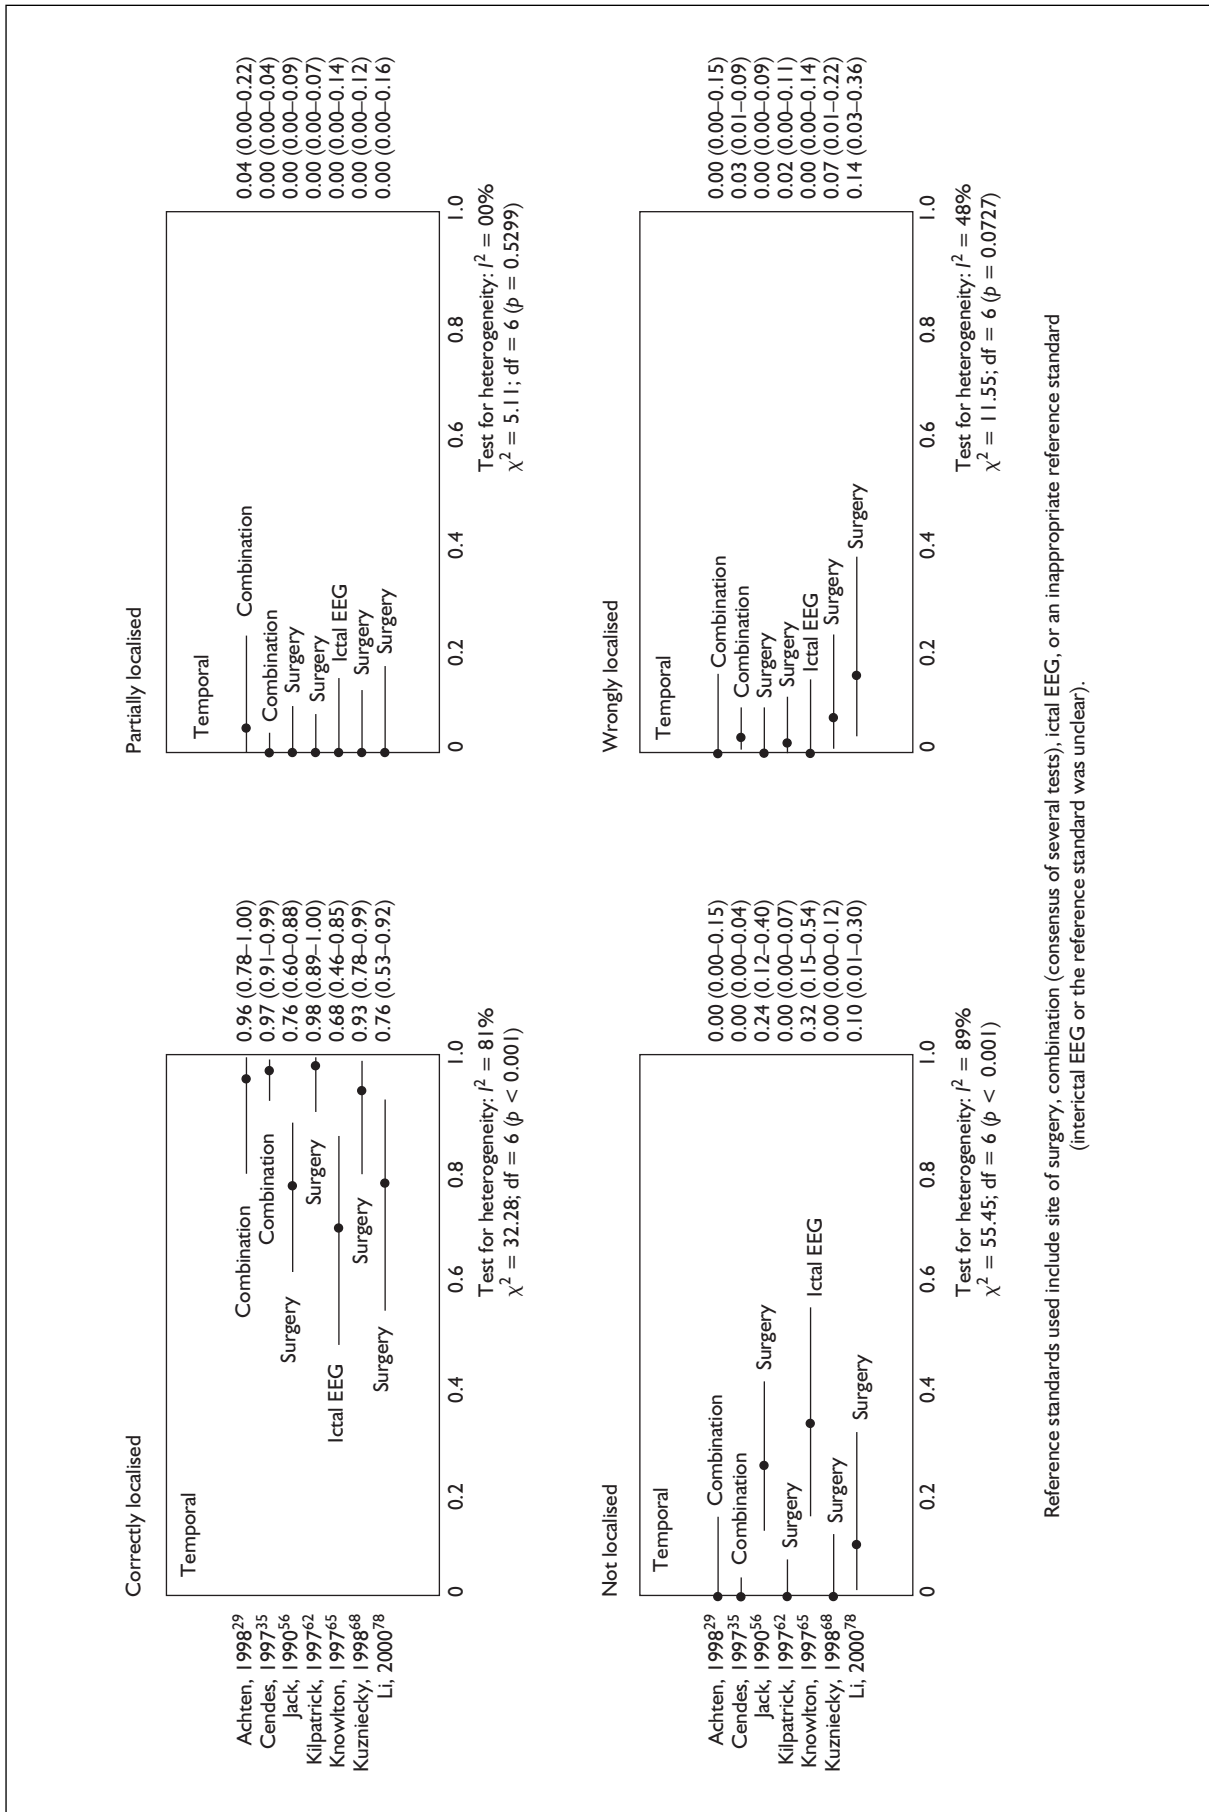 Correctly localised
Temporal
Achten, 1998²⁹
Cendes, 1997³⁵
Jack, 1990⁵⁶
Kilpatrick, 1997⁶²
Knowlton, 1997⁶⁵
Kuzniecky, 1998⁶⁸
Li, 2000⁷⁸
Combination
Combination
Surgery
Surgery
Ictal EEG
Surgery
Surgery
0.96 (0.78–1.00)
0.97 (0.91–0.99)
0.76 (0.60–0.88)
0.98 (0.89–1.00)
0.68 (0.46–0.85)
0.93 (0.78–0.99)
0.76 (0.53–0.92)
0 0.2 0.4 0.6 0.8 1.0
Test for heterogeneity: I² = 81%
χ² = 32.28; df = 6 (p < 0.001)
Partially localised
Temporal
Combination
Combination
Surgery
Surgery
Ictal EEG
Surgery
Surgery
0.04 (0.00–0.22)
0.00 (0.00–0.04)
0.00 (0.00–0.09)
0.00 (0.00–0.07)
0.00 (0.00–0.14)
0.00 (0.00–0.12)
0.00 (0.00–0.16)
0 0.2 0.4 0.6 0.8 1.0
Test for heterogeneity: I² = 00%
χ² = 5.11; df = 6 (p = 0.5299)
Not localised
Temporal
Achten, 1998²⁹
Cendes, 1997³⁵
Jack, 1990⁵⁶
Kilpatrick, 1997⁶²
Knowlton, 1997⁶⁵
Kuzniecky, 1998⁶⁸
Li, 2000⁷⁸
Combination
Combination
Surgery
Surgery
Ictal EEG
Surgery
Surgery
0.00 (0.00–0.15)
0.00 (0.00–0.04)
0.24 (0.12–0.40)
0.00 (0.00–0.07)
0.32 (0.15–0.54)
0.00 (0.00–0.12)
0.10 (0.01–0.30)
0 0.2 0.4 0.6 0.8 1.0
Test for heterogeneity: I² = 89%
χ² = 55.45; df = 6 (p < 0.001)
Wrongly localised
Temporal
Combination
Combination
Surgery
Surgery
Ictal EEG
Surgery
Surgery
0.00 (0.00–0.15)
0.03 (0.01–0.09)
0.00 (0.00–0.09)
0.02 (0.00–0.11)
0.00 (0.00–0.14)
0.07 (0.01–0.22)
0.14 (0.03–0.36)
0 0.2 0.4 0.6 0.8 1.0
Test for heterogeneity: I² = 48%
χ² = 11.55; df = 6 (p = 0.0727)
Reference standards used include site of surgery, combination (consensus of several tests), ictal EEG, or an inappropriate reference standard
(interictal EEG or the reference standard was unclear).